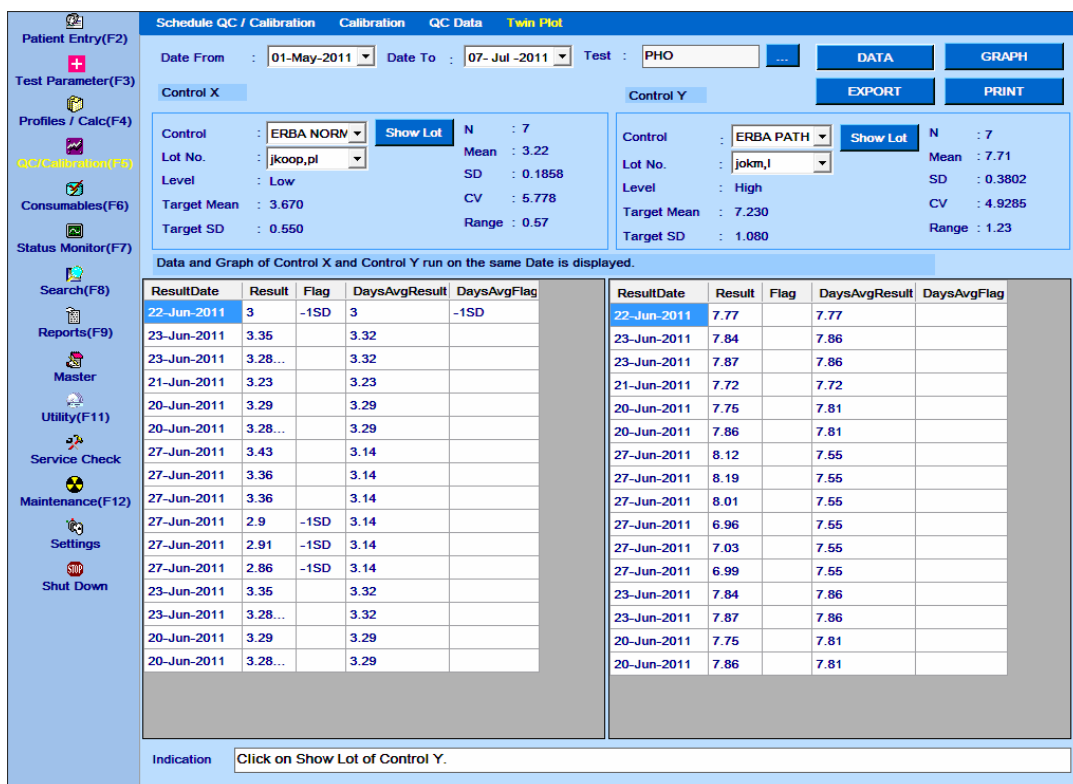 Patient Entry(F2)
Test Parameter(F3)
Profiles / Calc(F4)
QC/Calibration(F5)
Consumables(F6)
Status Monitor(F7)
Search(F8)
Reports(F9)
Master
Utility(F11)
Service Check
Maintenance(F12)
Settings
STOP
Shut Down
Schedule QC / Calibration Calibration QC Data Twin Plot
Date From : 01-May-2011 Date To : 07- Jul -2011 Test : PHO ... DATA GRAPH
EXPORT PRINT
Control X
Control : ERBA NORM Show Lot N : 7
Lot No. : jkoop,pl Mean : 3.22
Level : Low SD : 0.1858
Target Mean : 3.670 CV : 5.778
Target SD : 0.550 Range : 0.57
Control Y
Control : ERBA PATH Show Lot N : 7
Lot No. : jokm,l Mean : 7.71
Level : High SD : 0.3802
Target Mean : 7.230 CV : 4.9285
Target SD : 1.080 Range : 1.23
Data and Graph of Control X and Control Y run on the same Date is displayed.
ResultDate Result Flag DaysAvgResult DaysAvgFlag
22-Jun-2011 3 -1SD 3 -1SD
23-Jun-2011 3.35 3.32
23-Jun-2011 3.28... 3.32
21-Jun-2011 3.23 3.23
20-Jun-2011 3.29 3.29
20-Jun-2011 3.28... 3.29
27-Jun-2011 3.43 3.14
27-Jun-2011 3.36 3.14
27-Jun-2011 3.36 3.14
27-Jun-2011 2.9 -1SD 3.14
27-Jun-2011 2.91 -1SD 3.14
27-Jun-2011 2.86 -1SD 3.14
23-Jun-2011 3.35 3.32
23-Jun-2011 3.28... 3.32
20-Jun-2011 3.29 3.29
20-Jun-2011 3.28... 3.29
ResultDate Result Flag DaysAvgResult DaysAvgFlag
22-Jun-2011 7.77 7.77
23-Jun-2011 7.84 7.86
23-Jun-2011 7.87 7.86
21-Jun-2011 7.72 7.72
20-Jun-2011 7.75 7.81
20-Jun-2011 7.86 7.81
27-Jun-2011 8.12 7.55
27-Jun-2011 8.19 7.55
27-Jun-2011 8.01 7.55
27-Jun-2011 6.96 7.55
27-Jun-2011 7.03 7.55
27-Jun-2011 6.99 7.55
23-Jun-2011 7.84 7.86
23-Jun-2011 7.87 7.86
20-Jun-2011 7.75 7.81
20-Jun-2011 7.86 7.81
Indication Click on Show Lot of Control Y.